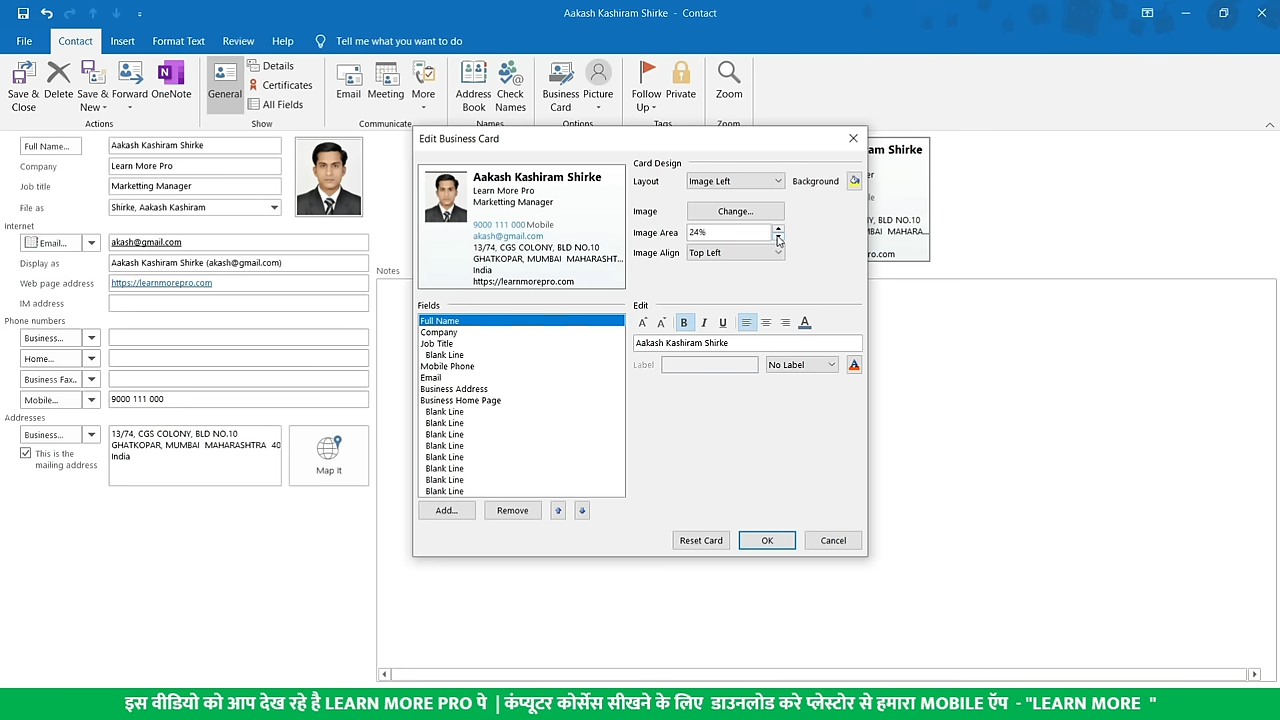 Aakash Kashiram Shirke - Contact
File Contact Insert Format Text Review Help Tell me what you want to do
Save & Close
Delete
Save & New
Forward
OneNote
Actions
General
Details
Certificates
All Fields
Show
Email
Meeting
More
Communicate
Address Book
Check Names
Names
Business Card
Picture
Options
Follow Up
Private
Tags
Zoom
Zoom
Full Name... Aakash Kashiram Shirke
Company Learn More Pro
Job title Marketting Manager
File as Shirke, Aakash Kashiram
Internet
Email... akash@gmail.com
Display as Aakash Kashiram Shirke (akash@gmail.com)
Web page address https://learnmorepro.com
IM address
Phone numbers
Business...
Home...
Business Fax..
Mobile... 9000 111 000
Addresses
Business... 13/74, CGS COLONY, BLD NO.10
GHATKOPAR, MUMBAI MAHARASHTRA 40
India
This is the mailing address
Map It
Notes
am Shirke
er
le
LD NO.10
MAHARA...
ro.com
Edit Business Card
Aakash Kashiram Shirke
Learn More Pro
Marketting Manager
9000 111 000 Mobile
akash@gmail.com
13/74, CGS COLONY, BLD NO.10
GHATKOPAR, MUMBAI MAHARASHT...
India
https://learnmorepro.com
Card Design
Layout Image Left Background
Image Change...
Image Area 24%
Image Align Top Left
Fields
Full Name
Company
Job Title
Blank Line
Mobile Phone
Email
Business Address
Business Home Page
Blank Line
Blank Line
Blank Line
Blank Line
Blank Line
Blank Line
Blank Line
Blank Line
Add... Remove
Edit
A A B I U A
Aakash Kashiram Shirke
Label No Label A
Reset Card OK Cancel
इस वीडियो को आप देख रहे है LEARN MORE PRO पे | कंप्यूटर कोर्सेस सीखने के लिए डाउनलोड करे प्लेस्टोर से हमारा MOBILE ऍप - "LEARN MORE "